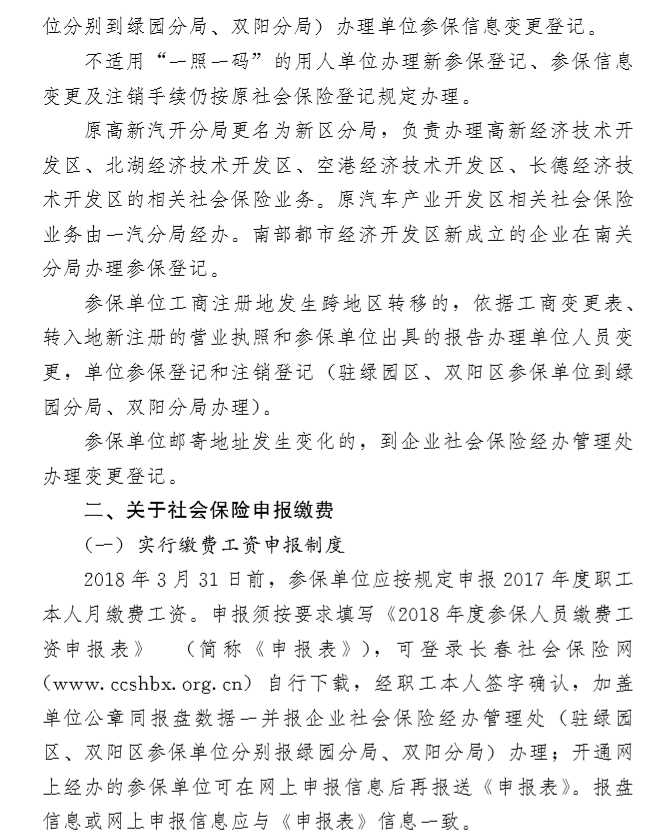 位分别到绿园分局、双阳分局）办理单位参保信息变更登记。
不适用“一照一码”的用人单位办理新参保登记、参保信息
变更及注销手续仍按原社会保险登记规定办理。
原高新汽开分局更名为新区分局，负责办理高新经济技术开
发区、北湖经济技术开发区、空港经济技术开发区、长德经济技
术开发区的相关社会保险业务。原汽车产业开发区相关社会保险
业务由一汽分局经办。南部都市经济开发区新成立的企业在南关
分局办理参保登记。
参保单位工商注册地发生跨地区转移的，依据工商变更表、
转入地新注册的营业执照和参保单位出具的报告办理单位人员变
更，单位参保登记和注销登记（驻绿园区、双阳区参保单位到绿
园分局、双阳分局办理）。
参保单位邮寄地址发生变化的，到企业社会保险经办管理处
办理变更登记。
二、关于社会保险申报缴费
（一）实行缴费工资申报制度
2018 年 3 月 31 日前，参保单位应按规定申报 2017 年度职工
本人月缴费工资。申报须按要求填写《2018 年度参保人员缴费工
资申报表》 （简称《申报表》），可登录长春社会保险网
（www.ccshbx.org.cn）自行下载，经职工本人签字确认，加盖
单位公章同报盘数据一并报企业社会保险经办管理处（驻绿园
区、双阳区参保单位分别报绿园分局、双阳分局）办理；开通网
上经办的参保单位可在网上申报信息后再报送《申报表》。报盘
信息或网上申报信息应与《申报表》信息一致。